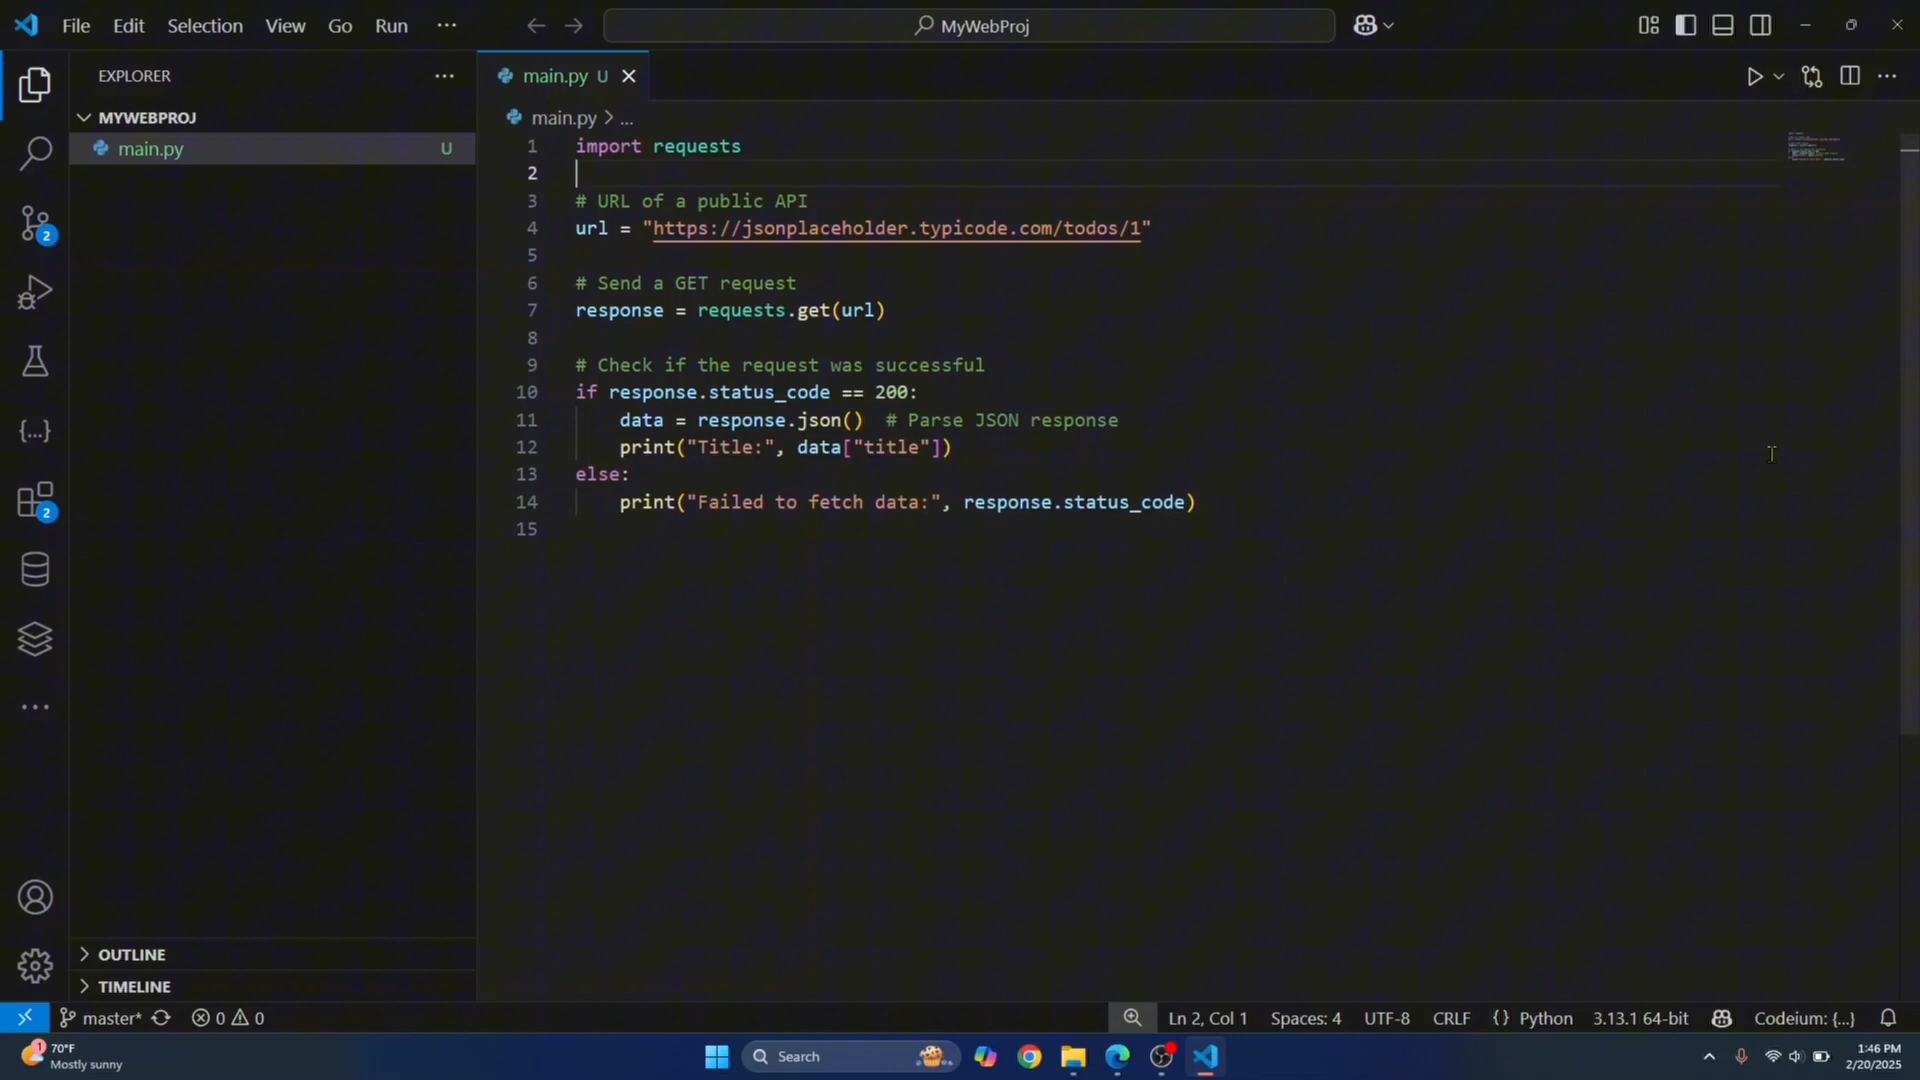 File Edit Selection View Go Run ···
MyWebProj
EXPLORER ···
MYWEBPROJ
main.py U
main.py U
main.py > ...
1 import requests
2
3 # URL of a public API
4 url = "https://jsonplaceholder.typicode.com/todos/1"
5
6 # Send a GET request
7 response = requests.get(url)
8
9 # Check if the request was successful
10 if response.status_code == 200:
11 data = response.json() # Parse JSON response
12 print("Title:", data["title"])
13 else:
14 print("Failed to fetch data:", response.status_code)
15
2
2
OUTLINE
TIMELINE
master* 0 0 Ln 2, Col 1 Spaces: 4 UTF-8 CRLF {} Python 3.13.1 64-bit Codeium: {...}
1
70°F
Mostly sunny
Search
1:46 PM
2/20/2025